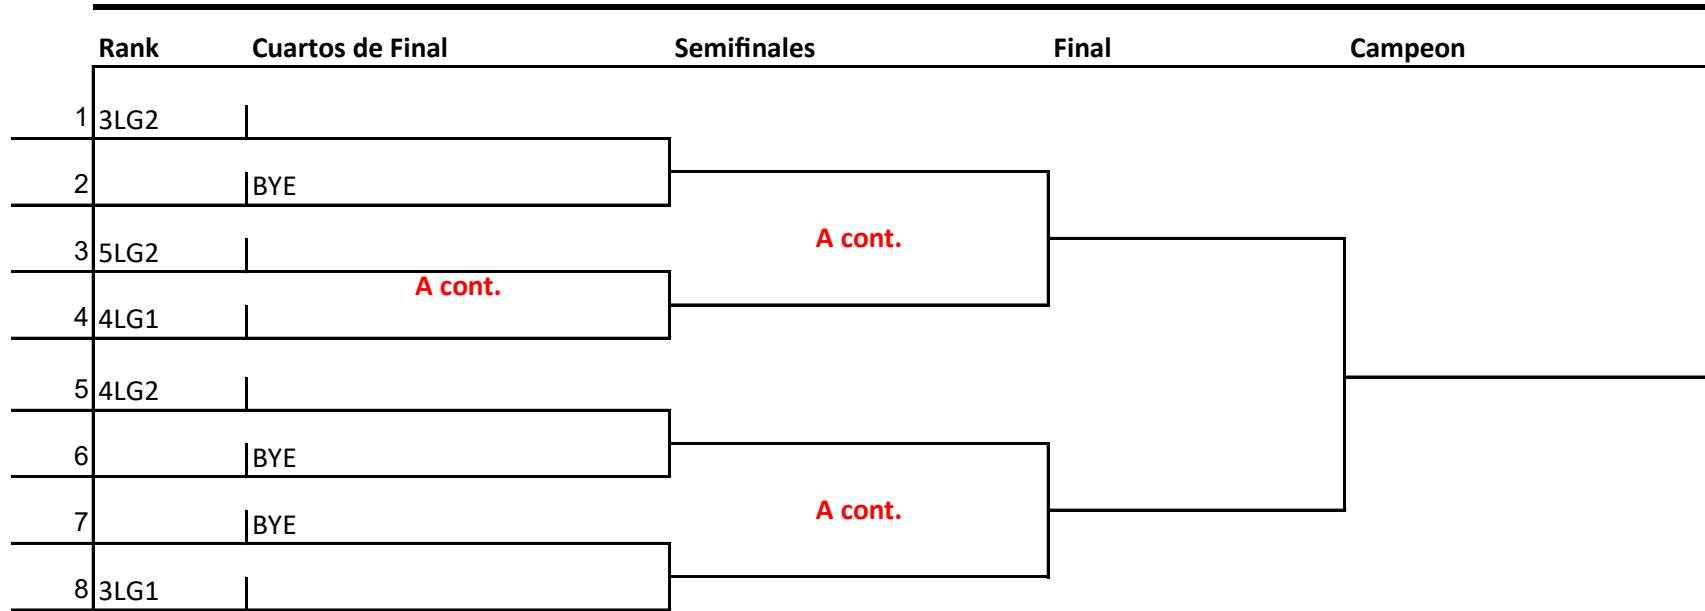 Rank Cuartos de Final Semifinales Final Campeon
1 3LG2
2 BYE
A cont.
3 5LG2
A cont.
4 4LG1
5 4LG2
6 BYE
A cont.
7 BYE
8 3LG1